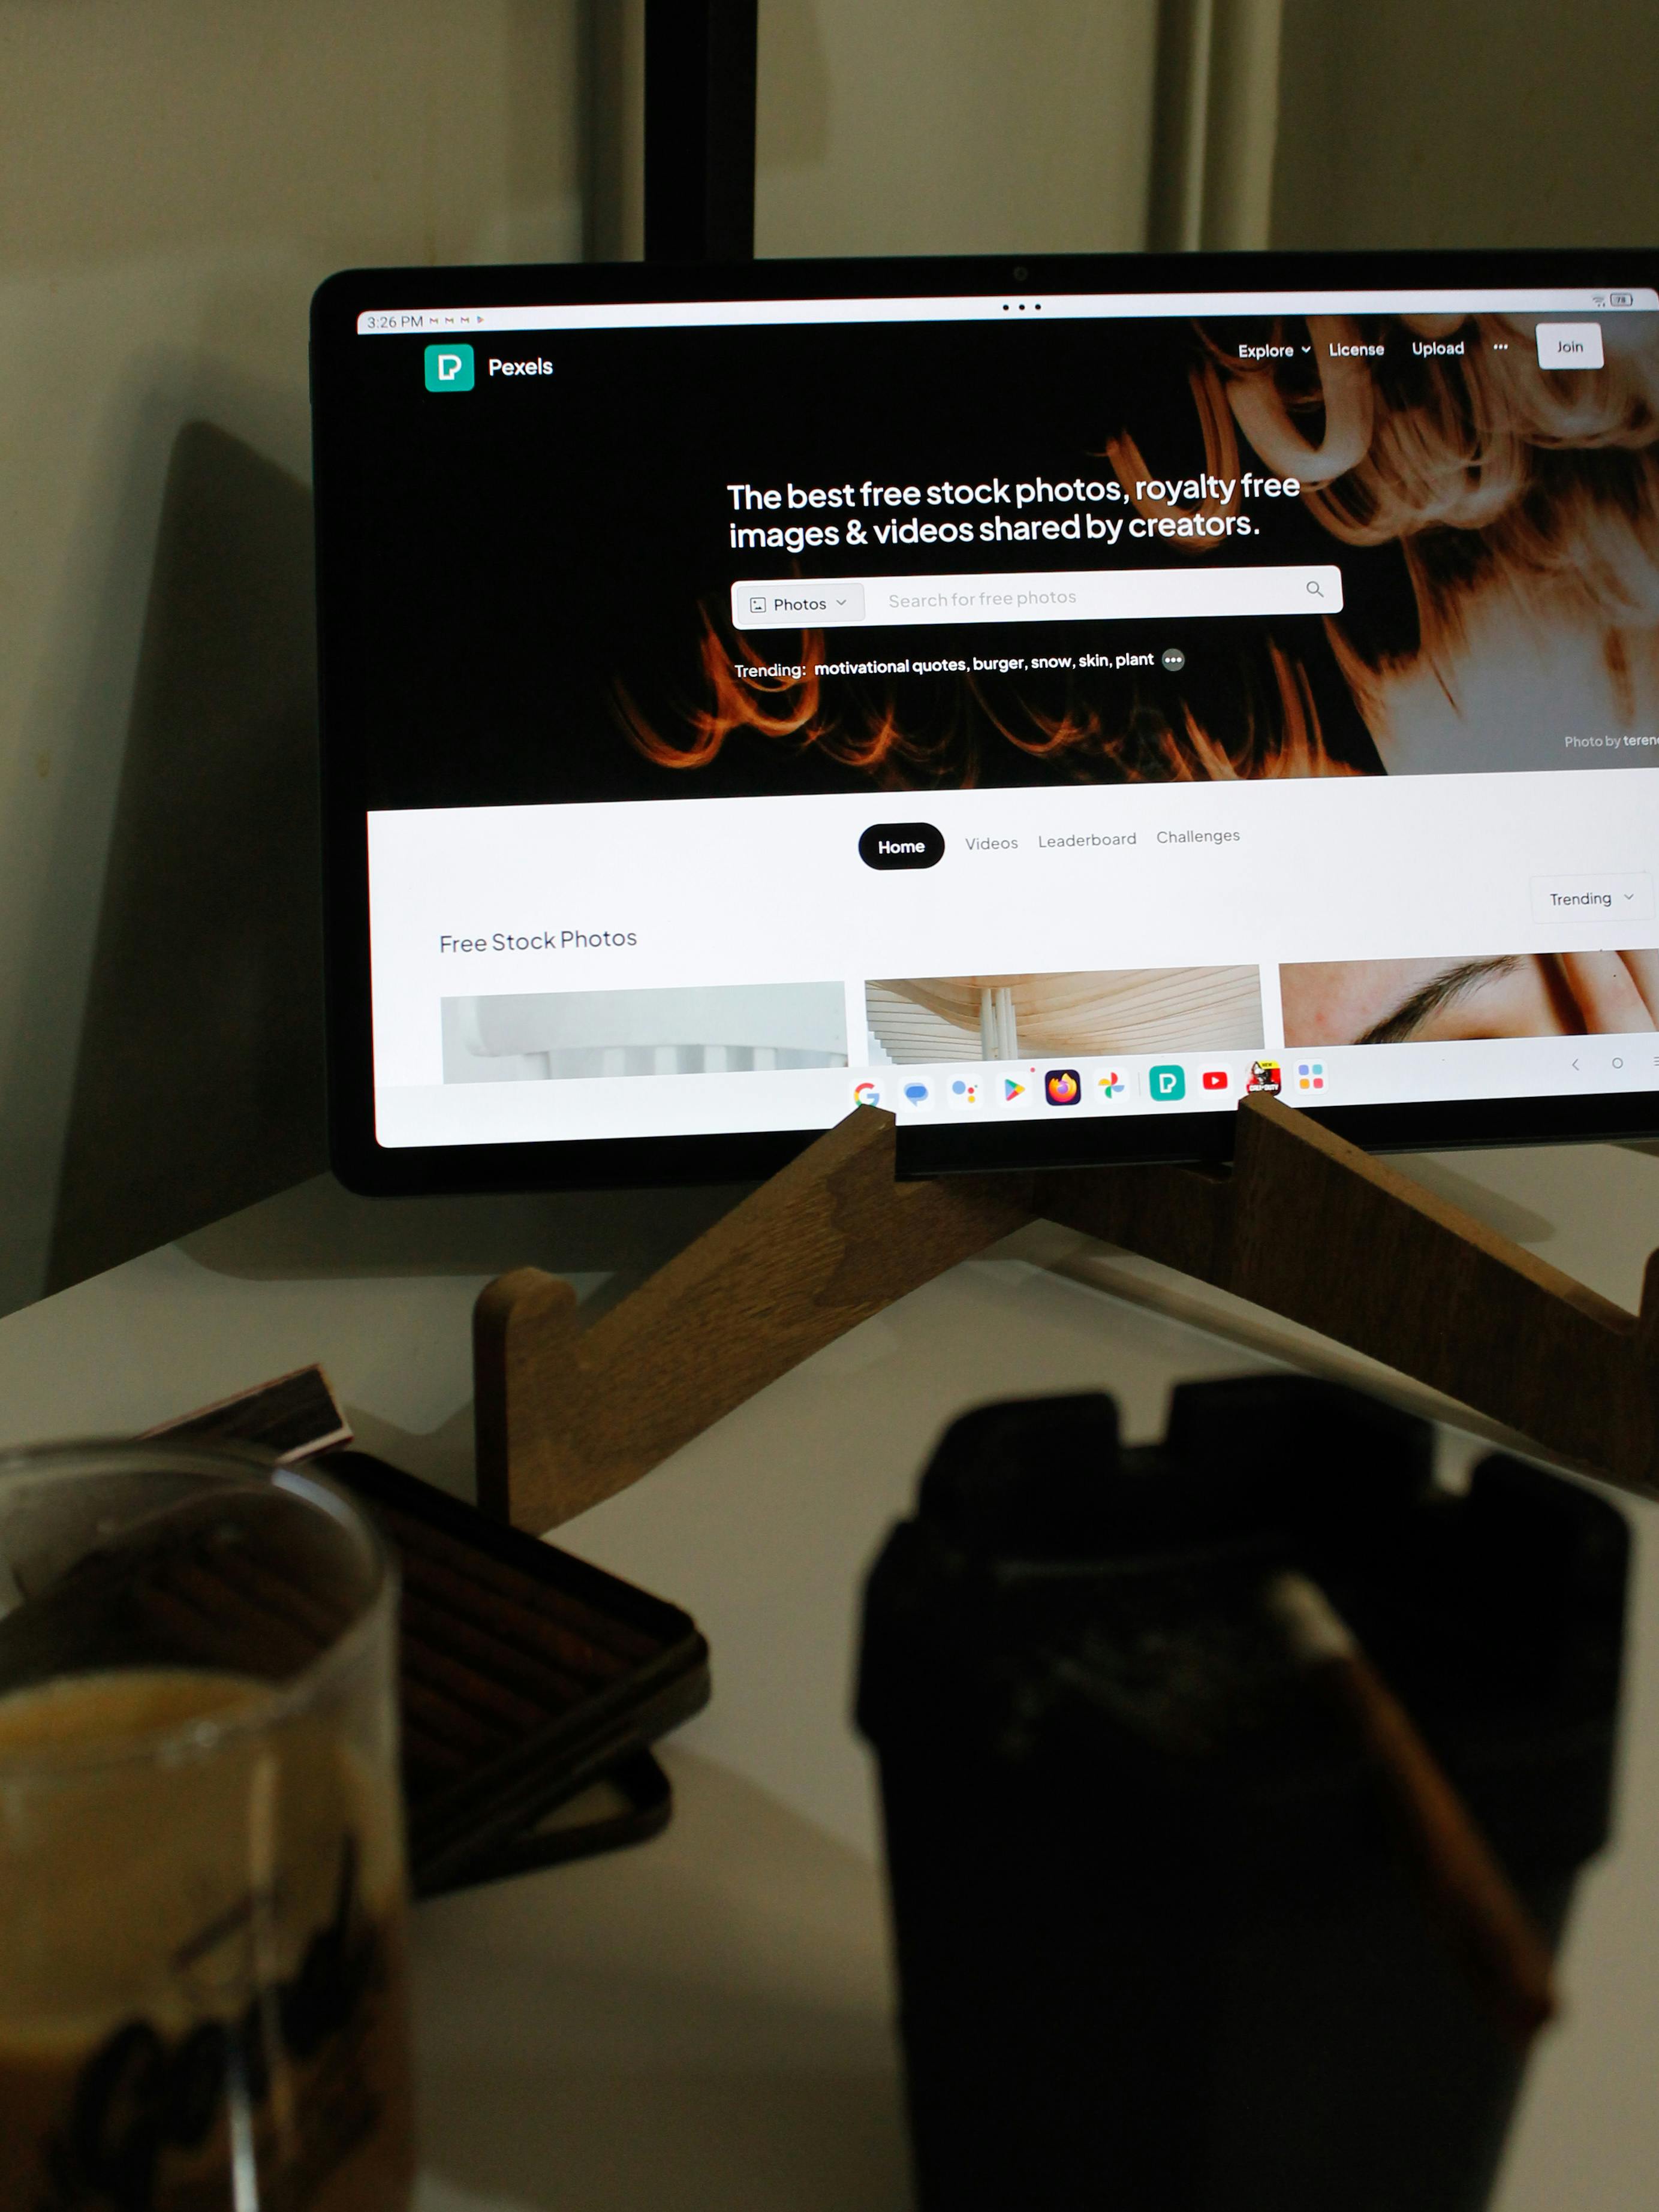 3:26 PM
78
Pexels
Explore License Upload ••• Join
The best free stock photos, royalty free
images & videos shared by creators.
Photos Search for free photos
Trending: motivational quotes, burger, snow, skin, plant
Photo by
Home Videos Leaderboard Challenges
Trending
Free Stock Photos